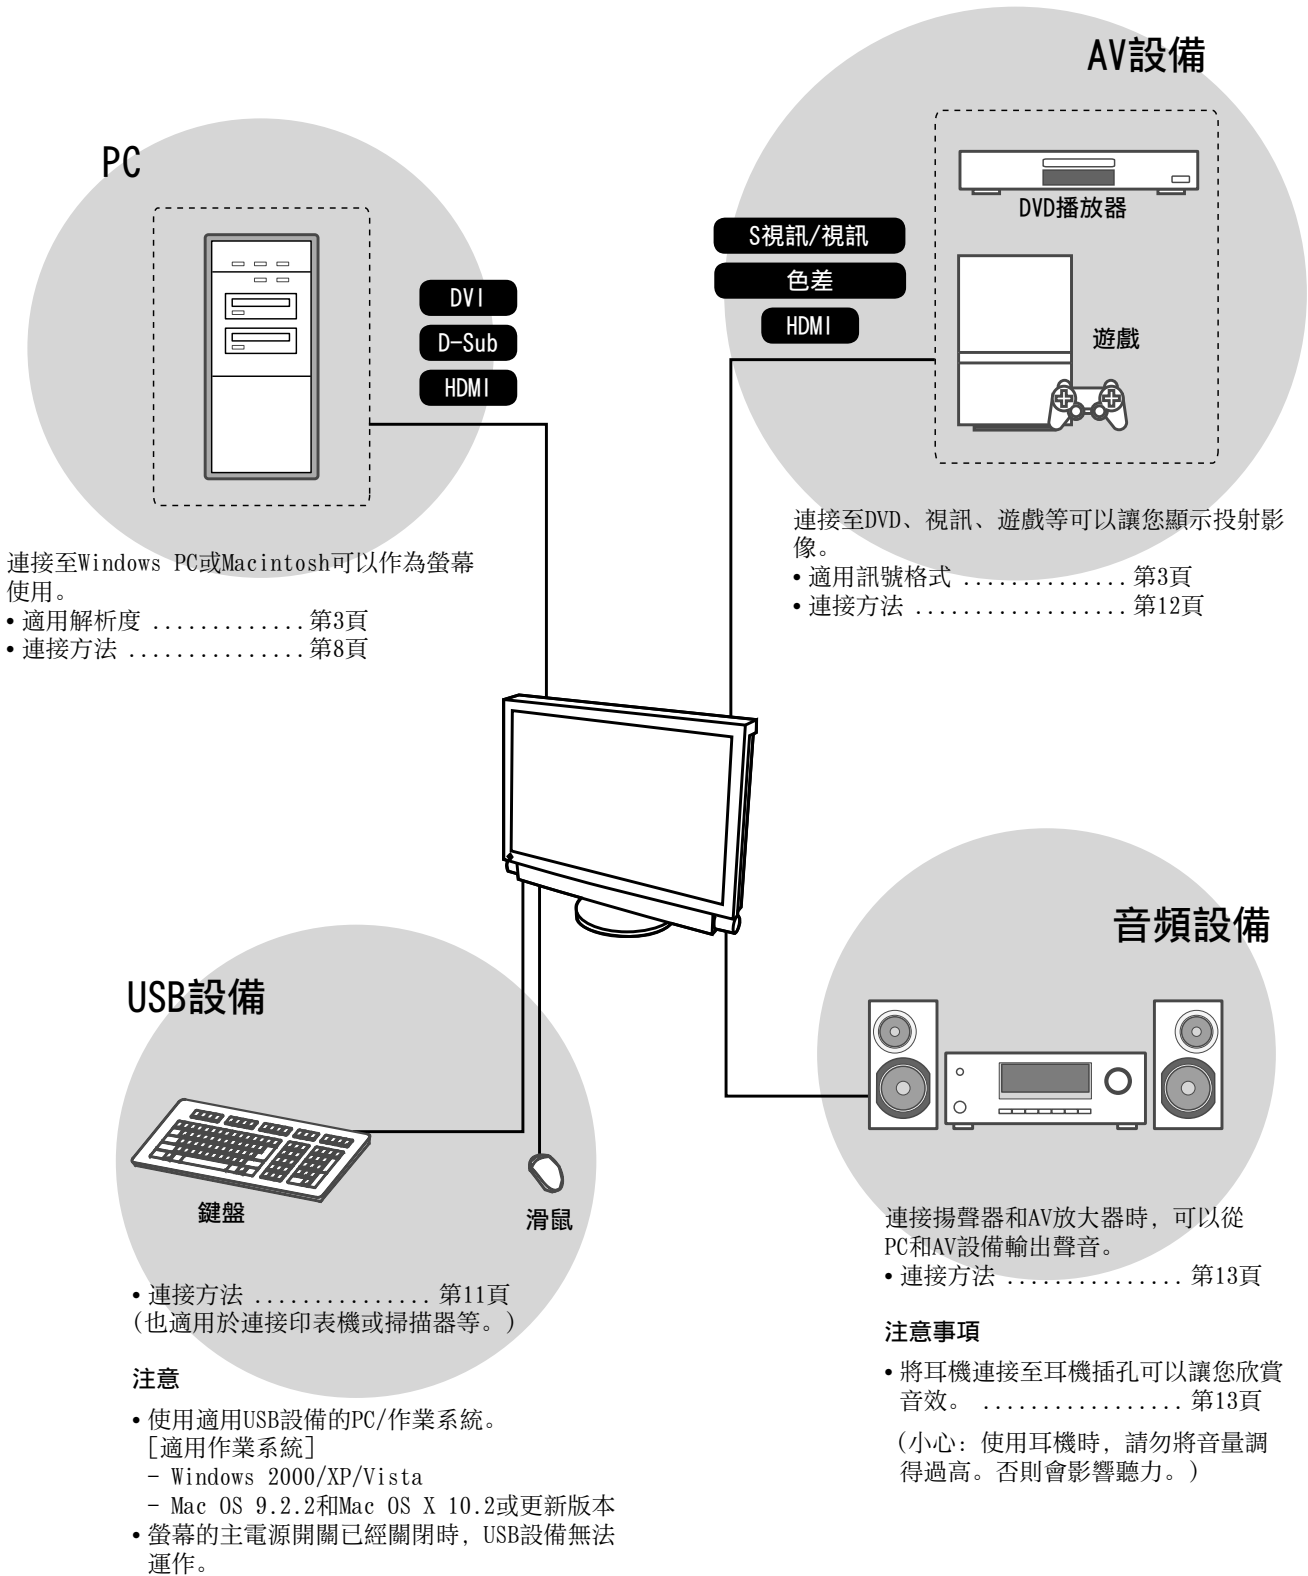 PC
DVI
D-Sub
HDMI
連接至Windows PC或Macintosh可以作為螢幕
使用。
• 適用解析度 ............. 第3頁
• 連接方法 ............... 第8頁
AV設備
DVD播放器
S視訊/視訊
色差
HDMI
遊戲
連接至DVD、視訊、遊戲等可以讓您顯示投射影
像。
• 適用訊號格式 .............. 第3頁
• 連接方法 .................. 第12頁
USB設備
鍵盤
滑鼠
• 連接方法 ............... 第11頁
(也適用於連接印表機或掃描器等。)
注意
• 使用適用USB設備的PC/作業系統。
[適用作業系統]
- Windows 2000/XP/Vista
- Mac OS 9.2.2和Mac OS X 10.2或更新版本
• 螢幕的主電源開關已經關閉時, USB設備無法
運作。
音頻設備
連接揚聲器和AV放大器時, 可以從
PC和AV設備輸出聲音。
• 連接方法 ............... 第13頁
注意事項
• 將耳機連接至耳機插孔可以讓您欣賞
音效。 ................. 第13頁
(小心: 使用耳機時, 請勿將音量調
得過高。否則會影響聽力。)